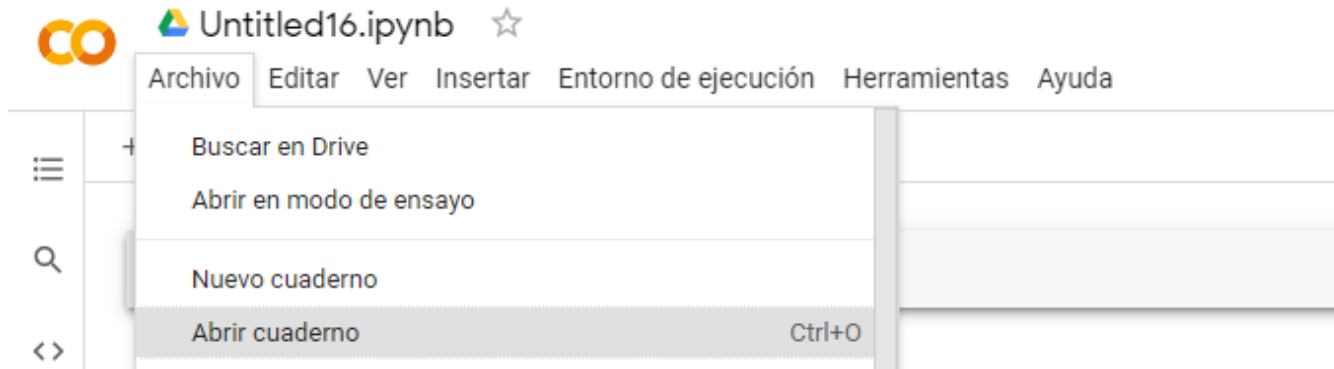 CO Untitled16.ipynb
Archivo Editar Ver Insertar Entorno de ejecución Herramientas Ayuda
+
Buscar en Drive
Abrir en modo de ensayo
Nuevo cuaderno
Abrir cuaderno Ctrl+O
<>